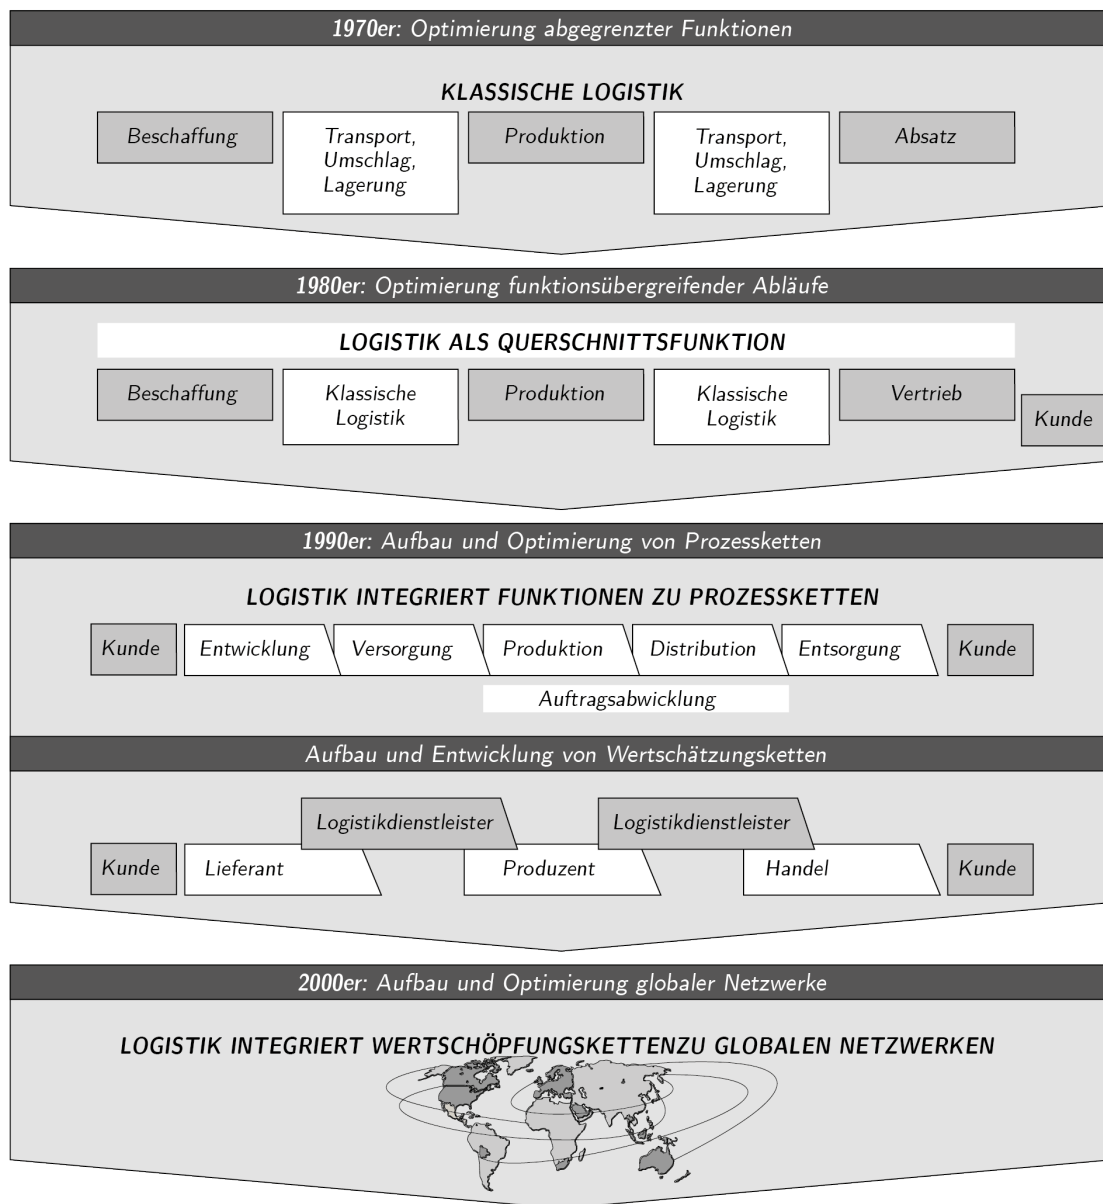 1970er: Optimierung abgegrenzter Funktionen
KLASSISCHE LOGISTIK
Beschaffung
Transport,
Umschlag,
Lagerung
Produktion
Transport,
Umschlag,
Lagerung
Absatz
1980er: Optimierung funktionsübergreifender Abläufe
LOGISTIK ALS QUERSCHNITTSFUNKTION
Beschaffung
Klassische
Logistik
Produktion
Klassische
Logistik
Vertrieb
Kunde
1990er: Aufbau und Optimierung von Prozessketten
LOGISTIK INTEGRIERT FUNKTIONEN ZU PROZESSKETTEN
Kunde
Entwicklung
Versorgung
Produktion
Distribution
Entsorgung
Kunde
Auftragsabwicklung
Aufbau und Entwicklung von Wertschätzungsketten
Logistikdienstleister
Logistikdienstleister
Kunde
Lieferant
Produzent
Handel
Kunde
2000er: Aufbau und Optimierung globaler Netzwerke
LOGISTIK INTEGRIERT WERTSCHÖPFUNGSKETTENZU GLOBALEN NETZWERKEN